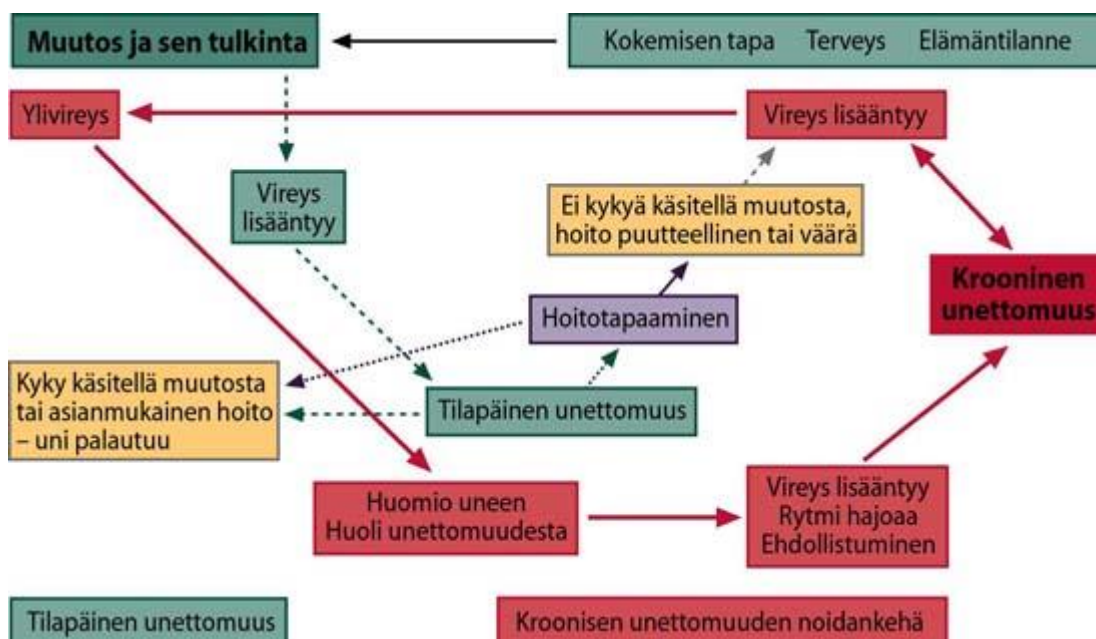 Muutos ja sen tulkinta
Kokemisen tapa Terveys Elämäntilanne
Ylivireys
Vireys lisääntyy
Vireys
lisääntyy
Ei kykyä käsitellä muutosta,
hoito puutteellinen tai väärä
Krooninen
unettomuus
Hoitotapaaminen
Kyky käsitellä muutosta
tai asianmukainen hoito
– uni palautuu
Tilapäinen unettomuus
Huomio uneen
Huoli unettomuudesta
Vireys lisääntyy
Rytmi hajoaa
Ehdollistuminen
Tilapäinen unettomuus
Kroonisen unettomuuden noidankehä